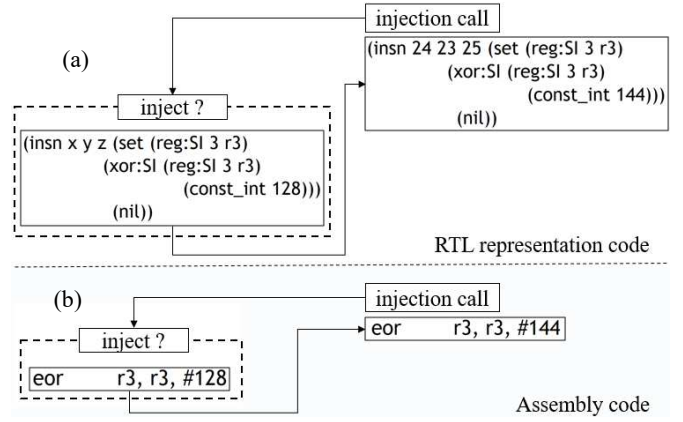 injection call
(a)
(insn 24 23 25 (set (reg:SI 3 r3)
(xor:SI (reg:SI 3 r3)
(const_int 144)))
(nil))
inject ?
(insn x y z (set (reg:SI 3 r3)
(xor:SI (reg:SI 3 r3)
(const_int 128)))
(nil))
RTL representation code
(b)
injection call
eor r3, r3, #144
inject ?
eor r3, r3, #128
Assembly code